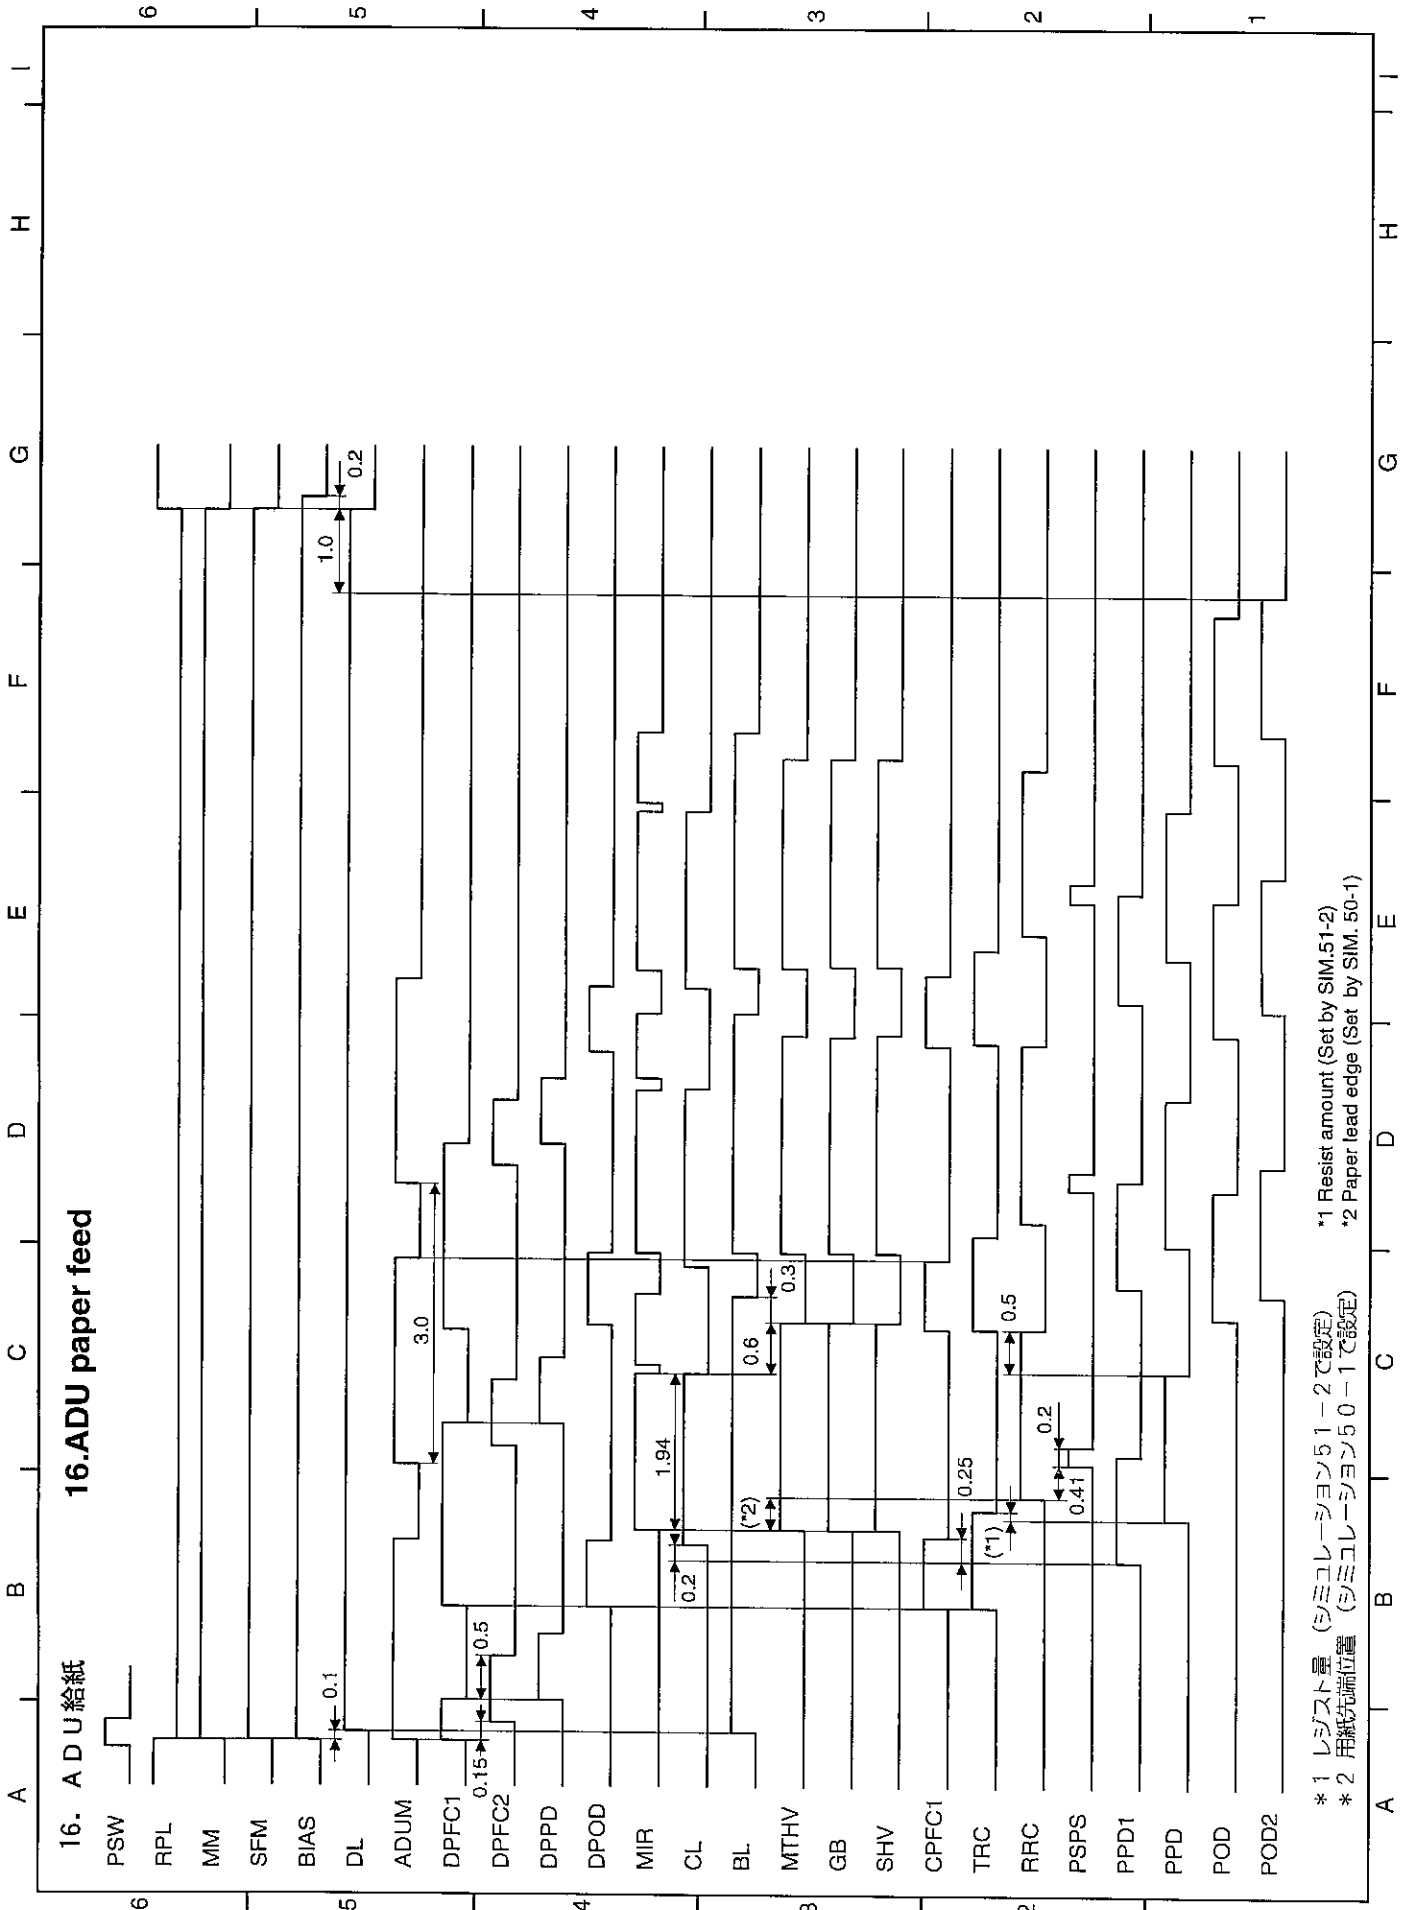 A B C D E F G H I
16. ADU給紙
16.ADU paper feed
PSW
RPL
MM
SFM
BIAS
DL
ADUM
DPFC1
DPFC2
DPPD
DPOD
MIR
CL
BL
MTHV
GB
SHV
CPFC1
TRC
RRC
PSPS
PPD1
PPD
POD
POD2
0.1
1.0
0.2
3.0
0.15
0.5
0.2
1.94
(*2)
0.6
0.3
(*1)
0.25
0.5
0.41
0.2
*1 レジスト量 (シミュレーション51-2で設定)
*1 Resist amount (Set by SIM.51-2)
*2 用紙先端位置 (シミュレーション50-1で設定)
*2 Paper lead edge (Set by SIM. 50-1)
A B C D E F G H I
6 5 4 3 2 1
6 5 4 3 2